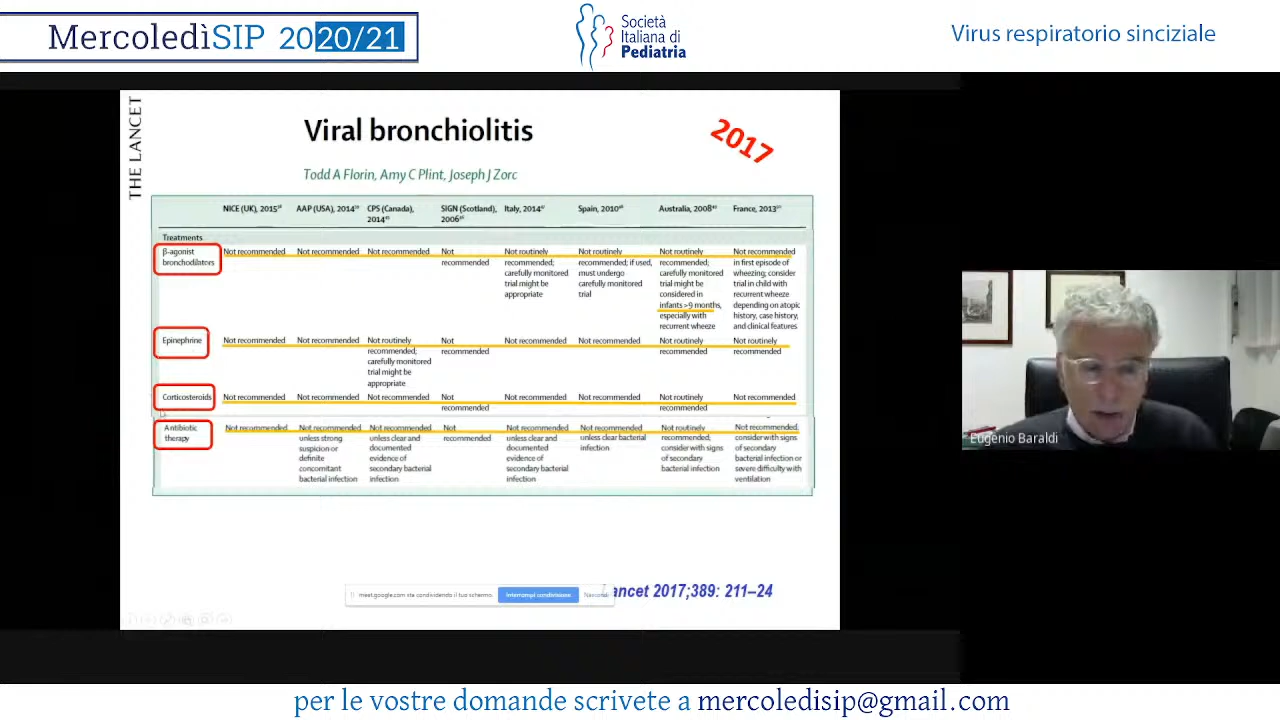 MercoledìSIP 2020/21
Società
Italiana di
Pediatria
Virus respiratorio sinciziale
THE LANCET
Viral bronchiolitis
2017
Todd A Florin, Amy C Plint, Joseph J Zorc
NICE (UK), 2015 AAP (USA), 2014 CPS (Canada), 2014 SIGN (Scotland), 2006 Italy, 2014 Spain, 2010 Australia, 2008 France, 2013
Treatments
β-agonist bronchodilators
Not recommended
Not recommended
Not recommended
Not recommended
Not routinely recommended; carefully monitored trial might be appropriate
Not routinely recommended; if used, must undergo carefully monitored trial
Not routinely recommended; carefully monitored trial might be considered in infants >9 months, especially with recurrent wheeze
Not recommended in first episode of wheezing; consider trial in child with recurrent wheeze depending on atopic history, case history, and clinical features
Epinephrine
Not recommended
Not recommended
Not routinely recommended; carefully monitored trial might be appropriate
Not recommended
Not recommended
Not recommended
Not routinely recommended
Not routinely recommended
Corticosteroids
Not recommended
Not recommended
Not recommended
Not recommended
Not recommended
Not recommended
Not routinely recommended
Not recommended
Antibiotic therapy
Not recommended
Not recommended unless strong suspicion or definite concomitant bacterial infection
Not recommended unless clear and documented evidence of secondary bacterial infection
Not recommended
Not recommended unless clear and documented evidence of secondary bacterial infection
Not recommended unless clear bacterial infection
Not routinely recommended; consider with signs of secondary bacterial infection
Not recommended, consider with signs of secondary bacterial infection or severe difficulty with ventilation
meet.google.com sta condividendo il tuo schermo.
Interrompi condivisione
ancet 2017;389: 211–24
Eugenio Baraldi
per le vostre domande scrivete a mercoledisip@gmail.com